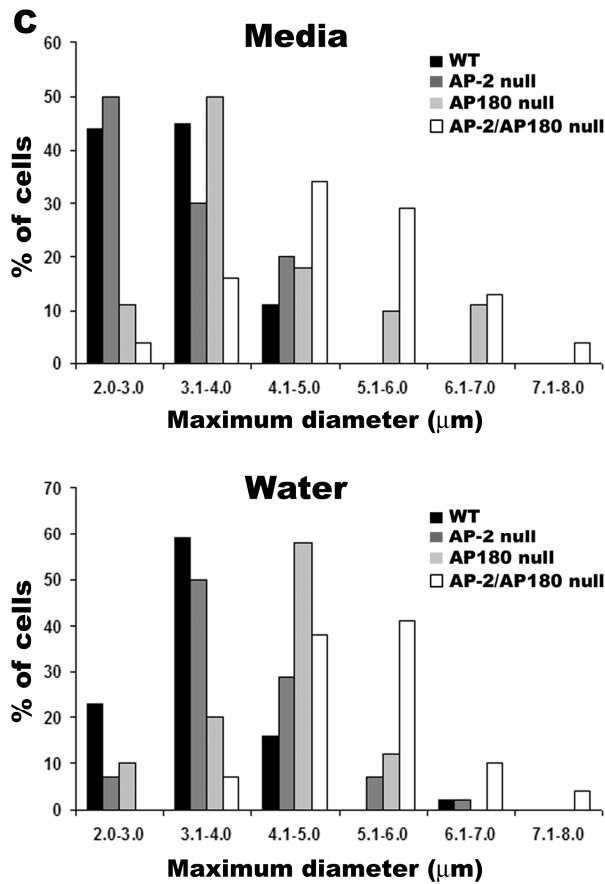 C
Media
60
50
40
30
20
10
0
% of cells
WT
AP-2 null
AP180 null
AP-2/AP180 null
2.0-3.0 3.1-4.0 4.1-5.0 5.1-6.0 6.1-7.0 7.1-8.0
Maximum diameter (μm)
Water
70
60
50
40
30
20
10
0
% of cells
WT
AP-2 null
AP180 null
AP-2/AP180 null
2.0-3.0 3.1-4.0 4.1-5.0 5.1-6.0 6.1-7.0 7.1-8.0
Maximum diameter (μm)